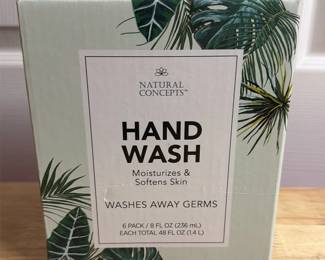 NATURAL
CONCEPTS™
HAND
WASH
Moisturizes &
Softens Skin
WASHES AWAY GERMS
6 PACK / 8 FL OZ (236 mL)
EACH TOTAL 48 FL OZ (1.4 L)